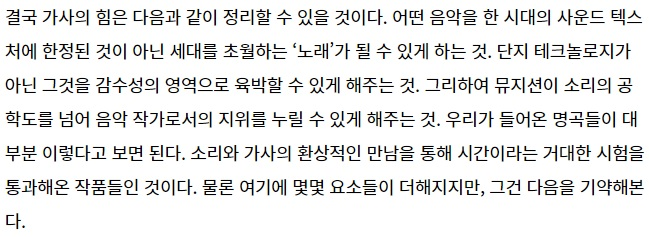 결국 가사의 힘은 다음과 같이 정리할 수 있을 것이다. 어떤 음악을 한 시대의 사운드 텍스
처에 한정된 것이 아닌 세대를 초월하는 ‘노래’가 될 수 있게 하는 것. 단지 테크놀로지가
아닌 그것을 감수성의 영역으로 육박할 수 있게 해주는 것. 그리하여 뮤지션이 소리의 공
학도를 넘어 음악 작가로서의 지위를 누릴 수 있게 해주는 것. 우리가 들어온 명곡들이 대
부분 이렇다고 보면 된다. 소리와 가사의 환상적인 만남을 통해 시간이라는 거대한 시험을
통과해온 작품들인 것이다. 물론 여기에 몇몇 요소들이 더해지지만, 그건 다음을 기약해본
다.